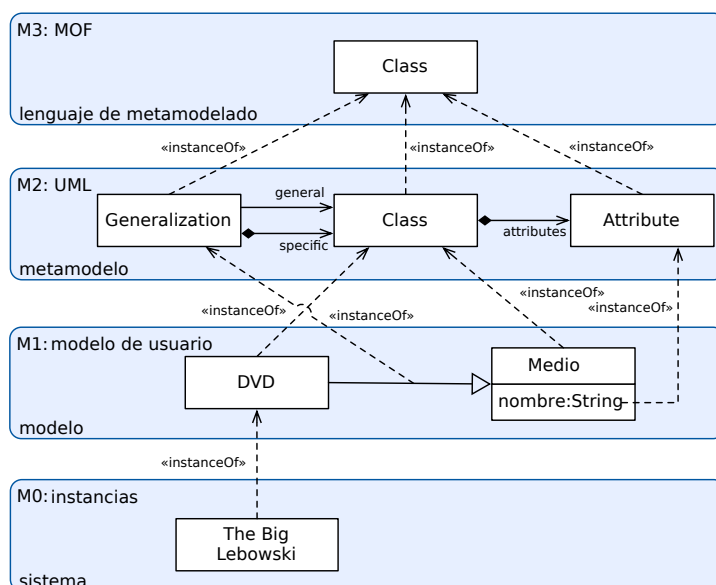 M3: MOF
Class
lenguaje de metamodelado
«instanceOf»
«instanceOf»
«instanceOf»
M2: UML
general
Generalization
Class
Attribute
specific
attributes
metamodelo
«instanceOf»
«instanceOf»
«instanceOf»
«instanceOf»
M1: modelo de usuario
DVD
Medio
nombre:String
modelo
«instanceOf»
M0: instancias
The Big
Lebowski
sistema